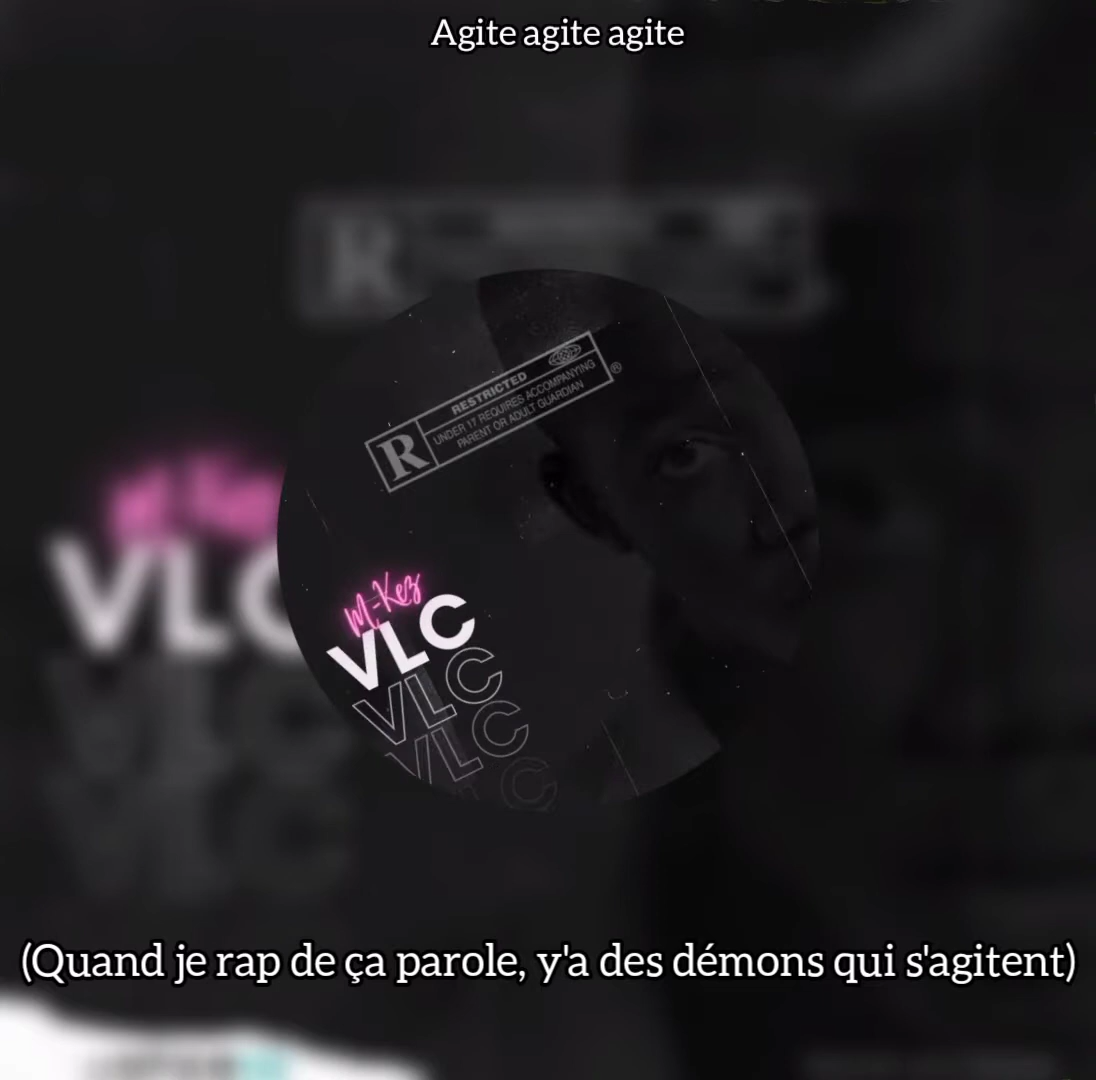 Agite agite agite
R
RESTRICTED
UNDER 17 REQUIRES ACCOMPANYING
PARENT OR ADULT GUARDIAN
®
M-Kez
VLC
VLC
VLC
C
VLC
(Quand je rap de ça parole, y'a des démons qui s'agitent)